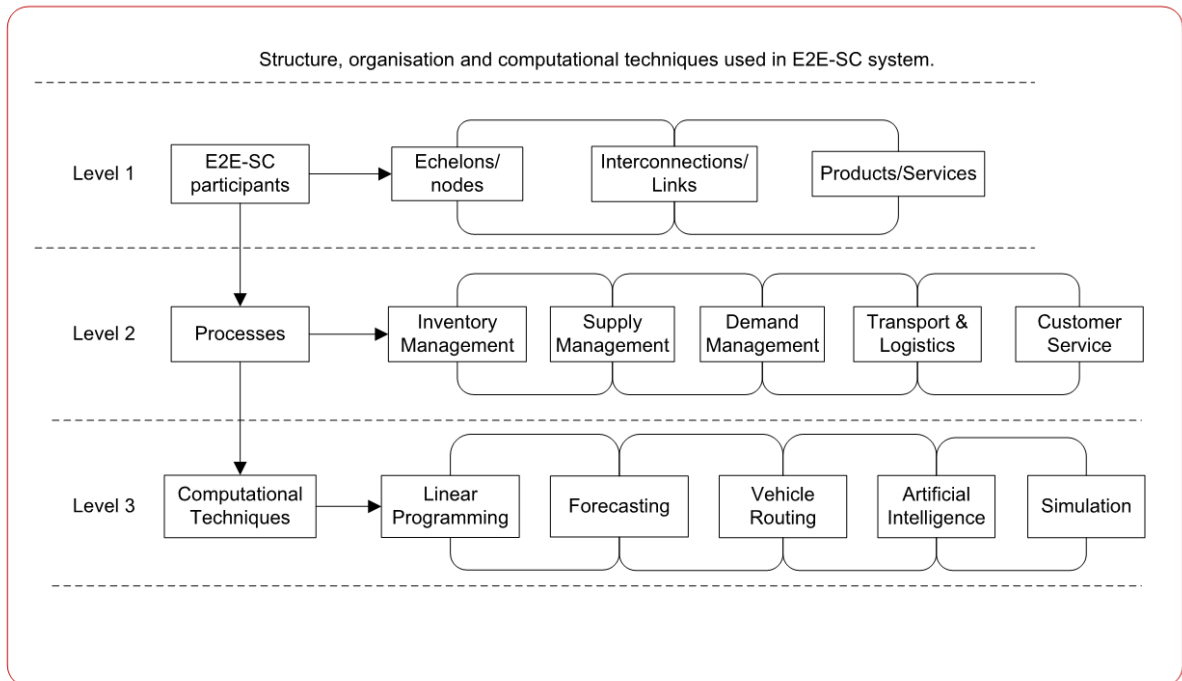 Structure, organisation and computational techniques used in E2E-SC system.
Level 1
E2E-SC
participants
Echelons/
nodes
Interconnections/
Links
Products/Services
Level 2
Processes
Inventory
Management
Supply
Management
Demand
Management
Transport &
Logistics
Customer
Service
Level 3
Computational
Techniques
Linear
Programming
Forecasting
Vehicle
Routing
Artificial
Intelligence
Simulation